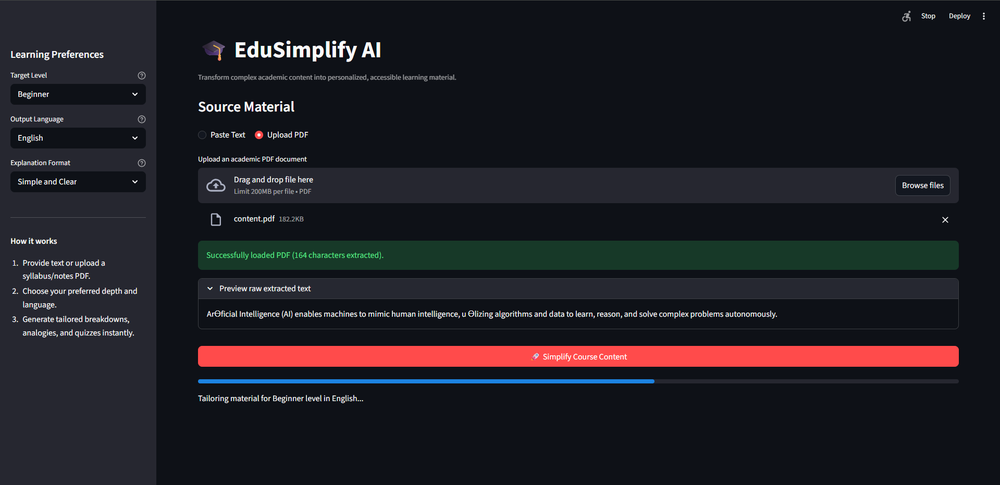 Stop
Deploy
Learning Preferences
Target Level
Beginner
Output Language
English
Explanation Format
Simple and Clear
How it works
1. Provide text or upload a
syllabus/notes PDF.
2. Choose your preferred depth and
language.
3. Generate tailored breakdowns,
analogies, and quizzes instantly.
EduSimplify AI
Transform complex academic content into personalized, accessible learning material.
Source Material
Paste Text
Upload PDF
Upload an academic PDF document
Drag and drop file here
Limit 200MB per file • PDF
Browse files
content.pdf 182.2KB
Successfully loaded PDF (164 characters extracted).
Preview raw extracted text
ArƟficial Intelligence (AI) enables machines to mimic human intelligence, u Ɵlizing algorithms and data to learn, reason, and solve complex problems autonomously.
Simplify Course Content
Tailoring material for Beginner level in English...